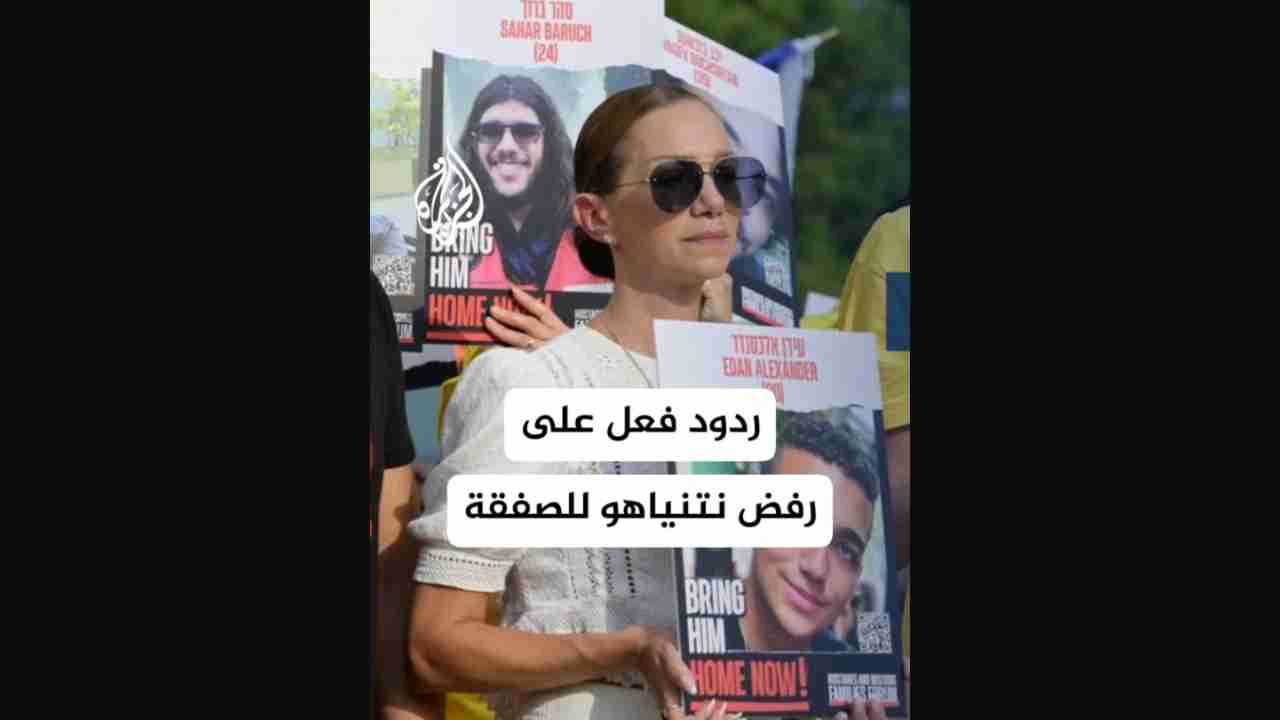 סהר ברוך
SAHAR BARUCH
(24)
BRING
HIM
HOME NOW!
עידן אלכסנדר
EDAN ALEXANDER
ردود فعل على
رفض نتنياهو للصفقة
BRING
HIM
HOME NOW!
HOSTAGES AND MISSING
FAMILIES FORUM